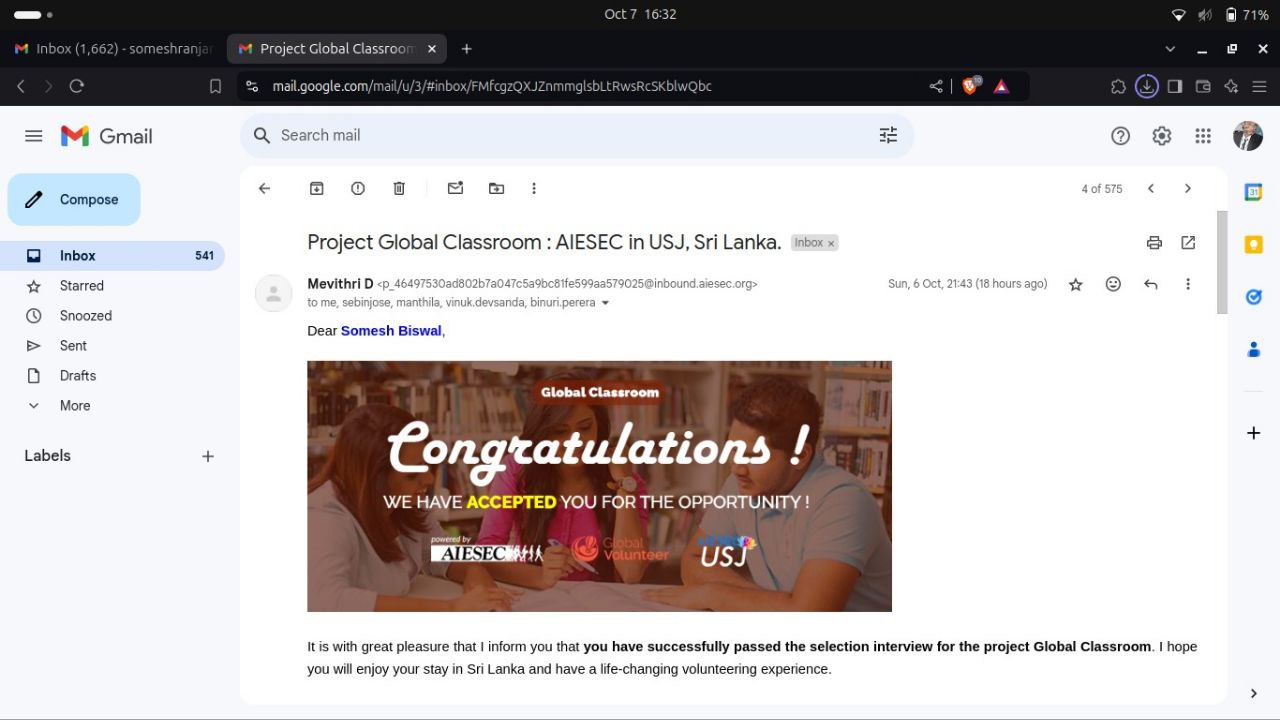 Oct 7 16:32
71%
Inbox (1,662) - someshranjar
Project Global Classroom
mail.google.com/mail/u/3/#inbox/FMfcgzQXJZnmmglsbLtRwsRcSKblwQbc
10
Gmail
Search mail
Compose
4 of 575
Project Global Classroom : AIESEC in USJ, Sri Lanka.
Inbox ×
Inbox 541
Starred
Snoozed
Sent
Drafts
More
Labels
Mevithri D <p_46497530ad802b7a047c5a9bc81fe599aa579025@inbound.aiesec.org>
Sun, 6 Oct, 21:43 (18 hours ago)
to me, sebinjose, manthila, vinuk.devsanda, binuri.perera
Dear Somesh Biswal,
Global Classroom
Congratulations !
WE HAVE ACCEPTED YOU FOR THE OPPORTUNITY !
powered by
AIESEC
Global
Volunteer
AIESEC
USJ
It is with great pleasure that I inform you that you have successfully passed the selection interview for the project Global Classroom. I hope
you will enjoy your stay in Sri Lanka and have a life-changing volunteering experience.
31